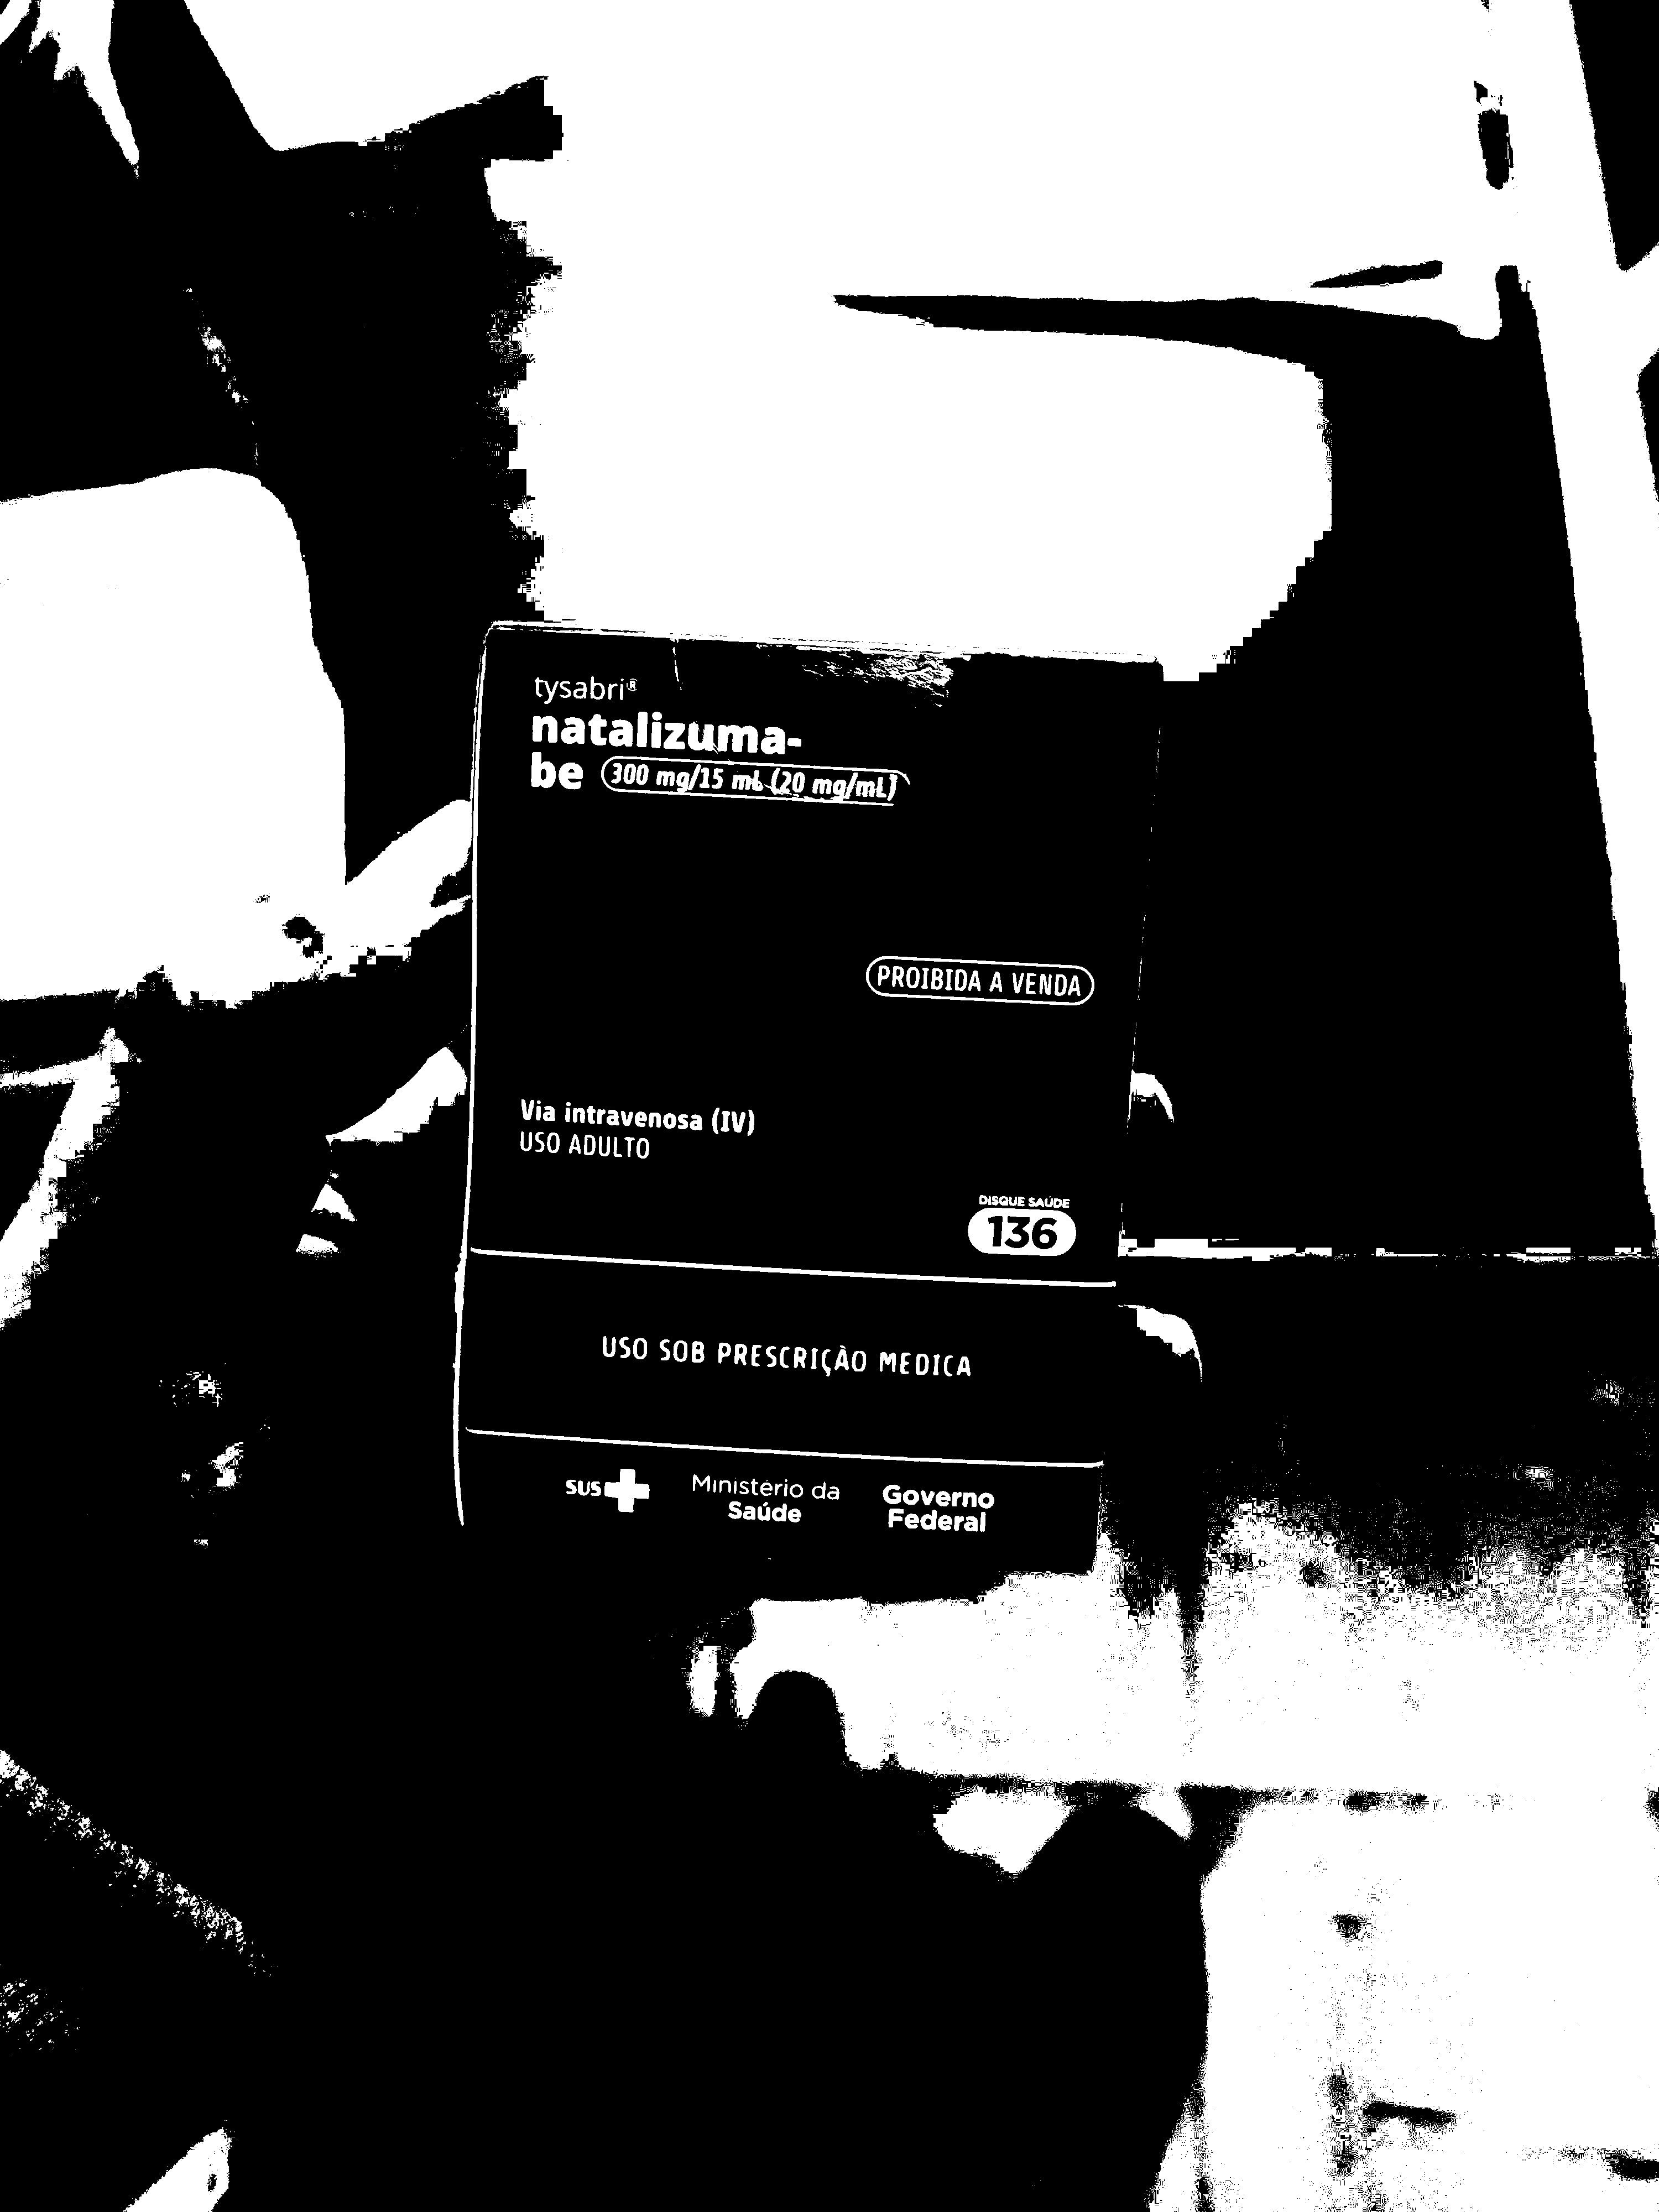 tysabri®
natalizuma-
be 300 mg/15 mL (20 mg/mL)
PROIBIDA A VENDA
Via intravenosa (IV)
USO ADULTO
DISQUE SAÚDE
136
USO SOB PRESCRIÇÃO MEDICA
SUS
Ministério da
Saúde
Governo
Federal